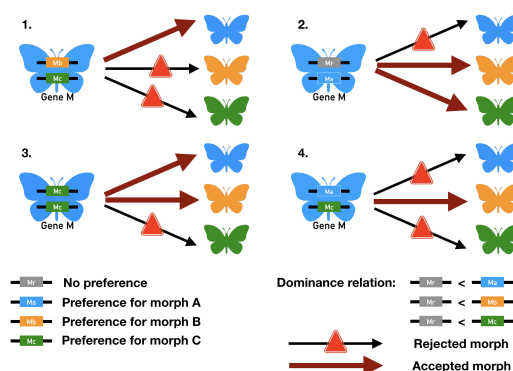 1.
Mb
Mc
Gene M
2.
Mr
Ma
Gene M
3.
Mc
Mc
Gene M
4.
Ma
Mc
Gene M
Mr No preference
Ma Preference for morph A
Mb Preference for morph B
Mc Preference for morph C
Dominance relation:
Mr < Ma
Mr < Mb
Mr < Mc
Rejected morph
Accepted morph